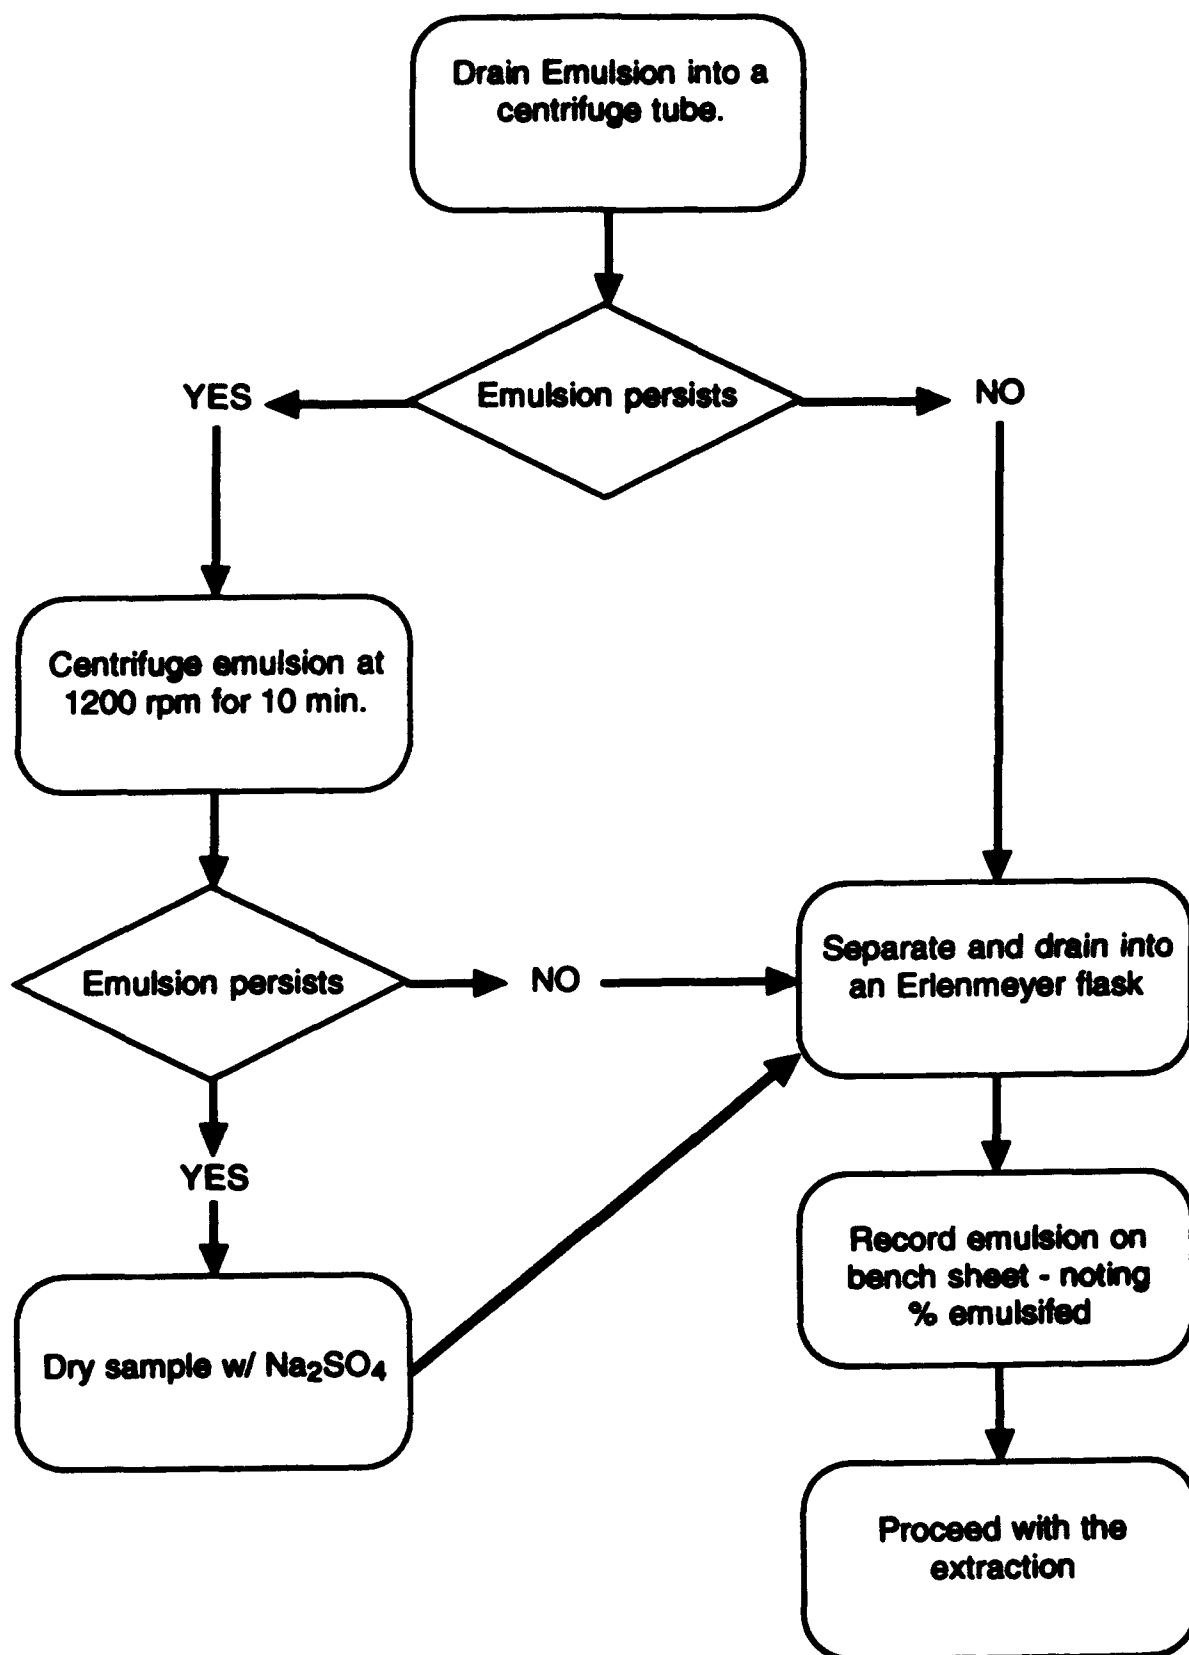 Drain Emulsion into a
centrifuge tube.
Emulsion persists
YES
NO
Centrifuge emulsion at
1200 rpm for 10 min.
Emulsion persists
NO
YES
Dry sample w/ Na₂SO₄
Separate and drain into
an Erlenmeyer flask
Record emulsion on
bench sheet - noting
% emulsifed
Proceed with the
extraction